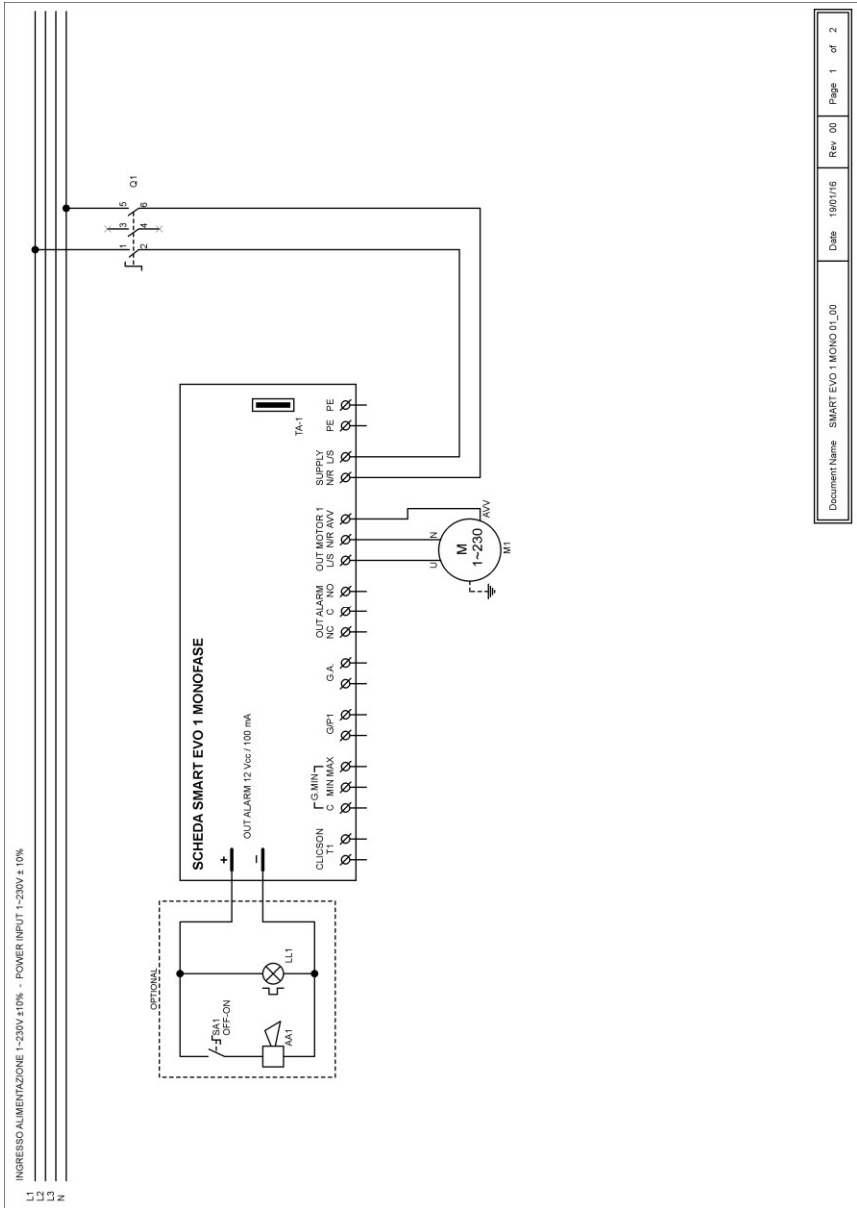 INGRESSO ALIMENTAZIONE 1~230V ±10% - POWER INPUT 1~230V ± 10%
L1
L2
L3
N
Q1
1 3 5
2 4 6
OPTIONAL
SA1
OFF-ON
AA1
LL1
SCHEDA SMART EVO 1 MONOFASE
+
OUT ALARM 12 Vcc / 100 mA
−
TA-1
CLICSON
T1
G.MIN
C MIN MAX
G/P1
G.A.
OUT ALARM
NC C NO
OUT MOTOR 1
L/S N/R AVV
SUPPLY
N/R L/S
PE PE
U N
AVV
M
1~230
M1
Document Name SMART EVO 1 MONO 01_00 Date 19/01/16 Rev 00 Page 1 of 2